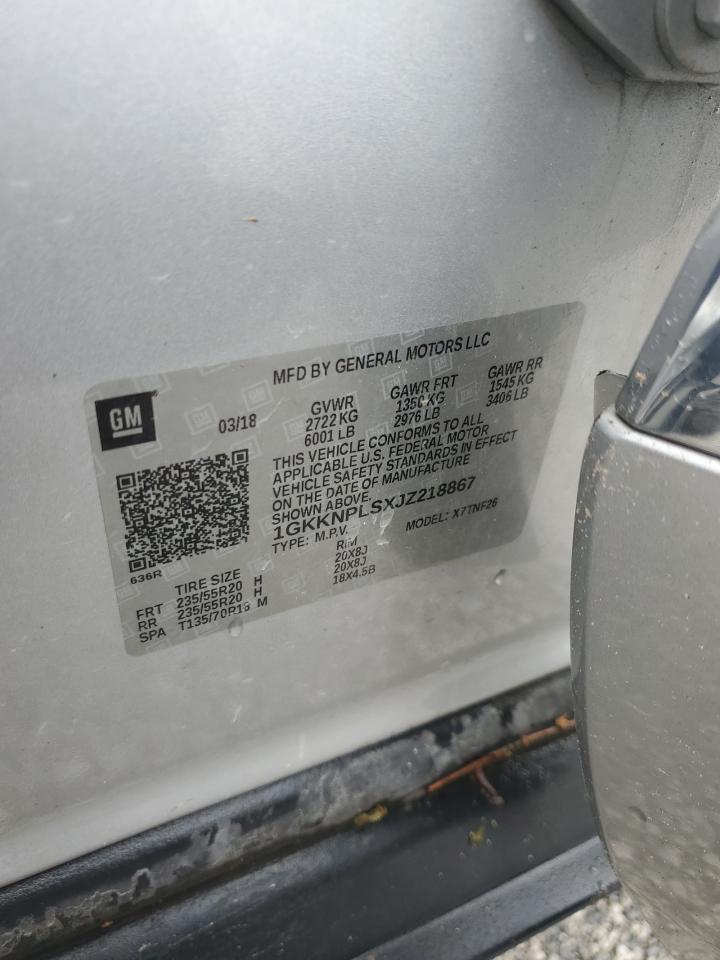 MFD BY GENERAL MOTORS LLC
GM
03/18
GVWR GAWR FRT GAWR RR
2722 KG 1350 KG 1545 KG
6001 LB 2976 LB 3406 LB
THIS VEHICLE CONFORMS TO ALL
APPLICABLE U.S. FEDERAL MOTOR
VEHICLE SAFETY STANDARDS IN EFFECT
ON THE DATE OF MANUFACTURE
SHOWN ABOVE.
1GKKNPLSXJZ218867
TYPE: M.P.V. MODEL: X7TNF26
636R
TIRE SIZE RIM
FRT 235/55R20 H 20X8J
RR 235/55R20 H 20X8J
SPA T135/70R18 M 18X4.5B